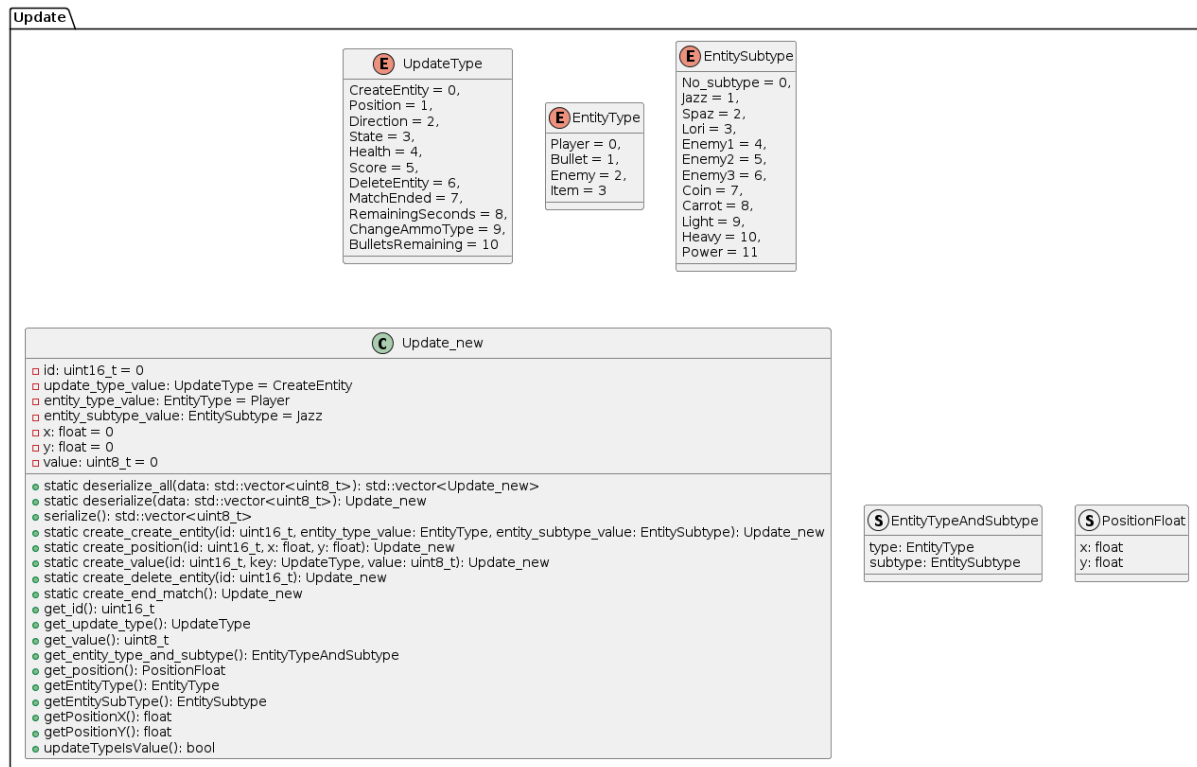 Update
E UpdateType
CreateEntity = 0,
Position = 1,
Direction = 2,
State = 3,
Health = 4,
Score = 5,
DeleteEntity = 6,
MatchEnded = 7,
RemainingSeconds = 8,
ChangeAmmoType = 9,
BulletsRemaining = 10
E EntityType
Player = 0,
Bullet = 1,
Enemy = 2,
Item = 3
E EntitySubtype
No_subtype = 0,
Jazz = 1,
Spaz = 2,
Lori = 3,
Enemy1 = 4,
Enemy2 = 5,
Enemy3 = 6,
Coin = 7,
Carrot = 8,
Light = 9,
Heavy = 10,
Power = 11
C Update_new
id: uint16_t = 0
update_type_value: UpdateType = CreateEntity
entity_type_value: EntityType = Player
entity_subtype_value: EntitySubtype = Jazz
x: float = 0
y: float = 0
value: uint8_t = 0
static deserialize_all(data: std::vector<uint8_t>): std::vector<Update_new>
static deserialize(data: std::vector<uint8_t>): Update_new
serialize(): std::vector<uint8_t>
static create_create_entity(id: uint16_t, entity_type_value: EntityType, entity_subtype_value: EntitySubtype): Update_new
static create_position(id: uint16_t, x: float, y: float): Update_new
static create_value(id: uint16_t, key: UpdateType, value: uint8_t): Update_new
static create_delete_entity(id: uint16_t): Update_new
static create_end_match(): Update_new
get_id(): uint16_t
get_update_type(): UpdateType
get_value(): uint8_t
get_entity_type_and_subtype(): EntityTypeAndSubtype
get_position(): PositionFloat
getEntityType(): EntityType
getEntitySubType(): EntitySubtype
getPositionX(): float
getPositionY(): float
updateTypeIsValue(): bool
S EntityTypeAndSubtype
type: EntityType
subtype: EntitySubtype
S PositionFloat
x: float
y: float